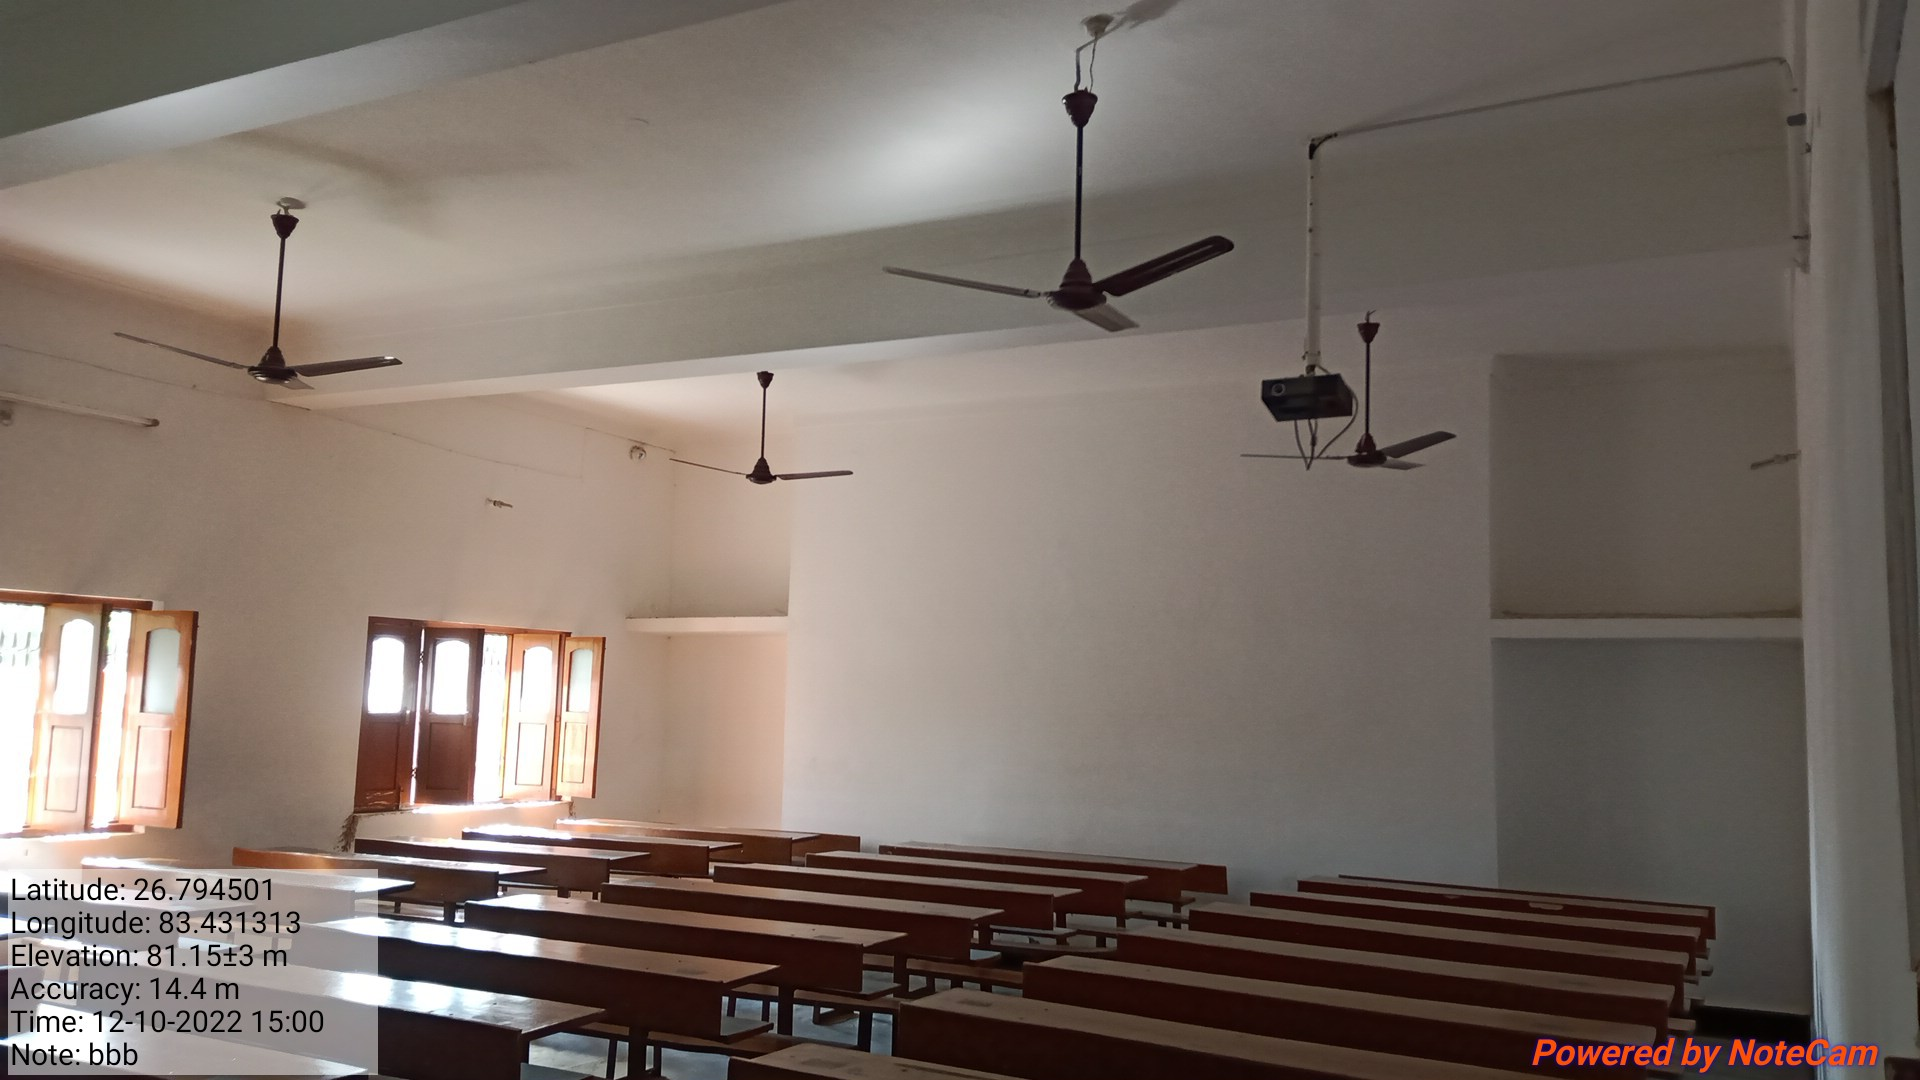 Latitude: 26.794501
Longitude: 83.431313
Elevation: 81.15±3 m
Accuracy: 14.4 m
Time: 12-10-2022 15:00
Note: bbb
Powered by NoteCam